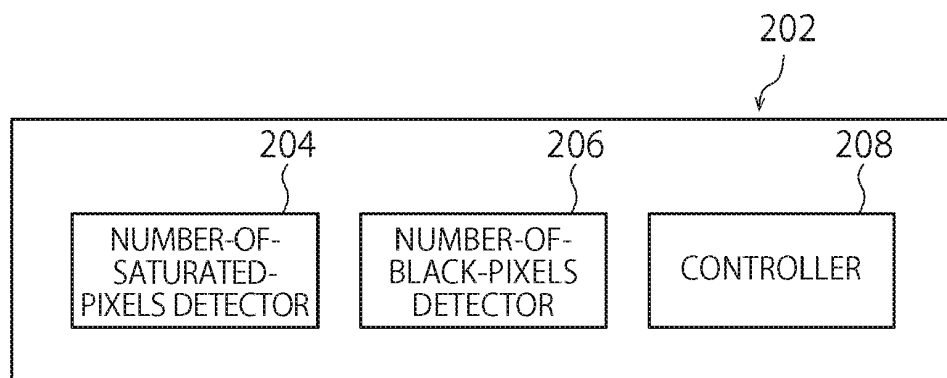 202
204
206
208
NUMBER-OF-
SATURATED-
PIXELS DETECTOR
NUMBER-OF-
BLACK-PIXELS
DETECTOR
CONTROLLER